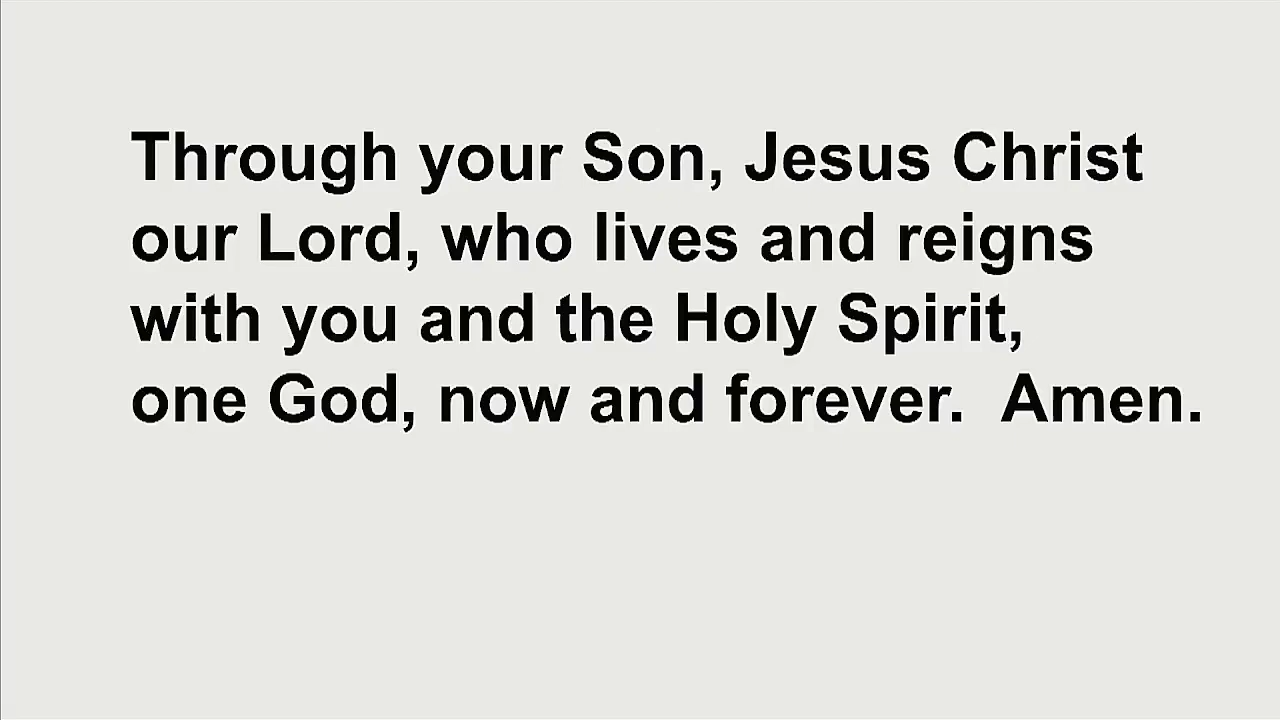 Through your Son, Jesus Christ
our Lord, who lives and reigns
with you and the Holy Spirit,
one God, now and forever.  Amen.